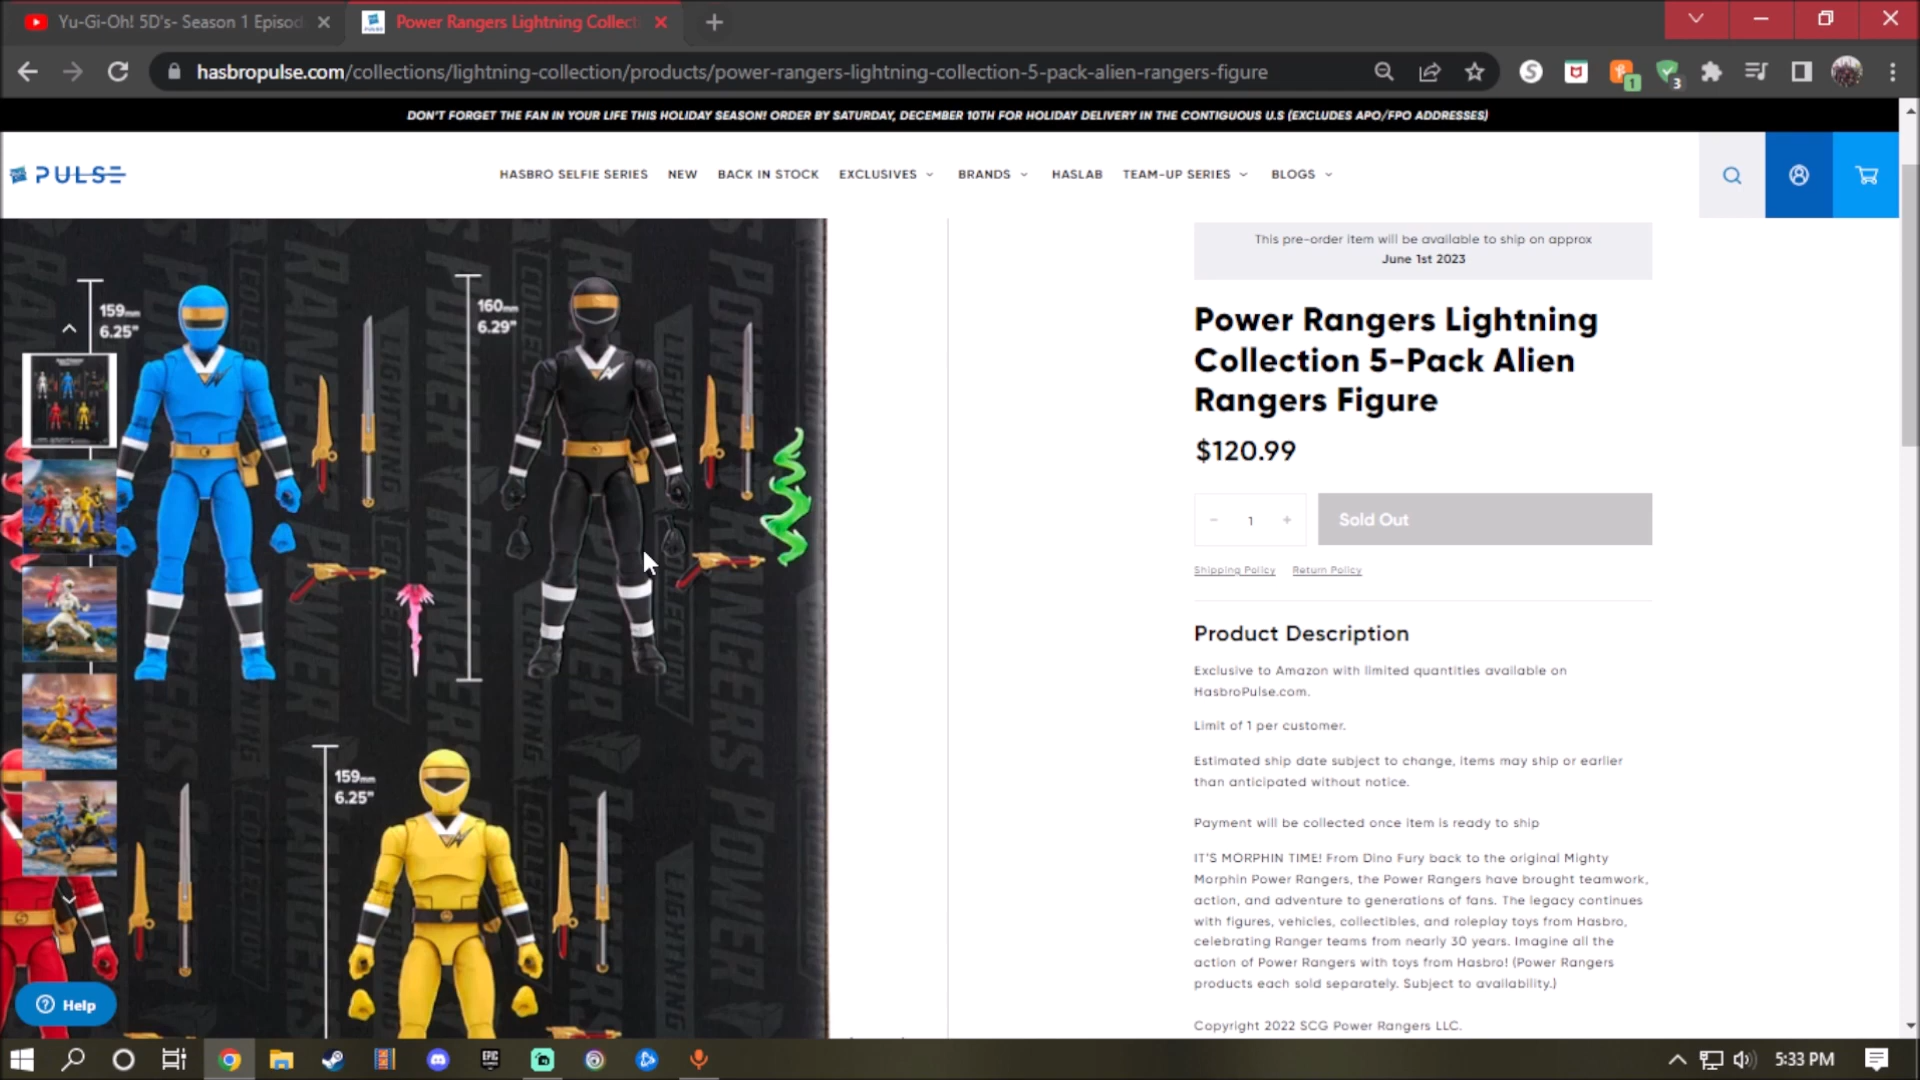 Yu-Gi-Oh! 5D's- Season 1 Episod
Power Rangers Lightning Collect
hasbropulse.com/collections/lightning-collection/products/power-rangers-lightning-collection-5-pack-alien-rangers-figure
1
3
DON'T FORGET THE FAN IN YOUR LIFE THIS HOLIDAY SEASON! ORDER BY SATURDAY, DECEMBER 10TH FOR HOLIDAY DELIVERY IN THE CONTIGUOUS U.S (EXCLUDES APO/FPO ADDRESSES)
PULSE
HASBRO SELFIE SERIES NEW BACK IN STOCK EXCLUSIVES BRANDS HASLAB TEAM-UP SERIES BLOGS
159mm
6.25"
160mm
6.29"
159mm
6.25"
POWER RANGERS
LIGHTNING COLLECTION
This pre-order item will be available to ship on approx
June 1st 2023
Power Rangers Lightning
Collection 5-Pack Alien
Rangers Figure
$120.99
- 1 + Sold Out
Shipping Policy Return Policy
Product Description
Exclusive to Amazon with limited quantities available on
HasbroPulse.com.
Limit of 1 per customer.
Estimated ship date subject to change, items may ship or earlier
than anticipated without notice.
Payment will be collected once item is ready to ship
IT'S MORPHIN TIME! From Dino Fury back to the original Mighty
Morphin Power Rangers, the Power Rangers have brought teamwork,
action, and adventure to generations of fans. The legacy continues
with figures, vehicles, collectibles, and roleplay toys from Hasbro,
celebrating Ranger teams from nearly 30 years. Imagine all the
action of Power Rangers with toys from Hasbro! (Power Rangers
products each sold separately. Subject to availability.)
Copyright 2022 SCG Power Rangers LLC.
Help
EPIC
5:33 PM